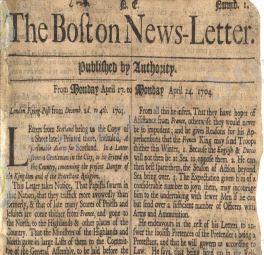 N. E. Numb. 1.
The Boſton News-Letter.
Publiſhed by Authority.
From Monday April 17. to Monday April 24. 1704.
London Flying-Poſt from Decemb. 2d. to 4th. 1703.
Letters from Scotland bring us the Copy of
a Sheet lately Printed there, Intituled, A
ſeaſonable Alarm for Scotland. In a Letter
from a Gentleman in the City, to his Friend in
the Country, concerning the preſent Danger of
the Kingdom and of the Proteſtant Religion.
This Letter takes Notice, That Papiſts ſwarm in
that Nation, that they traffick more avowedly than
formerly, & that of late many Scores of Prieſts and
Jeſuites are come thither from France, and gone to
the North, to the Highlands & other places of the
Country. That the Miniſters of the Highlands and
North gave in large Liſts of them to the Committee
of the General Aſſembly, to be laid before the
From all this he infers, That they have hopes of
Aſſiſtance from France, otherwiſe they would never
be ſo impudent; and he gives Reaſons for his Apprehenſions
that the French King may ſend Troops
thither this Winter, 1. Becauſe the Engliſh & Dutch
will not then be at Sea to oppoſe them. 2. He can
then beſt ſpare them, the Seaſon of Action beyond
Sea being over. 3. The Expectation given him of a
conſiderable number to joyn them, may incourage
him to the undertaking with fewer Men if he can
but ſend over a ſufficient number of Officers with
Arms and Ammunition.
He endeavours in the reſt of his Letters to anſwer
the fooliſh Pretences of the Pretender's being a
Proteſtant, and that he will govern us according to